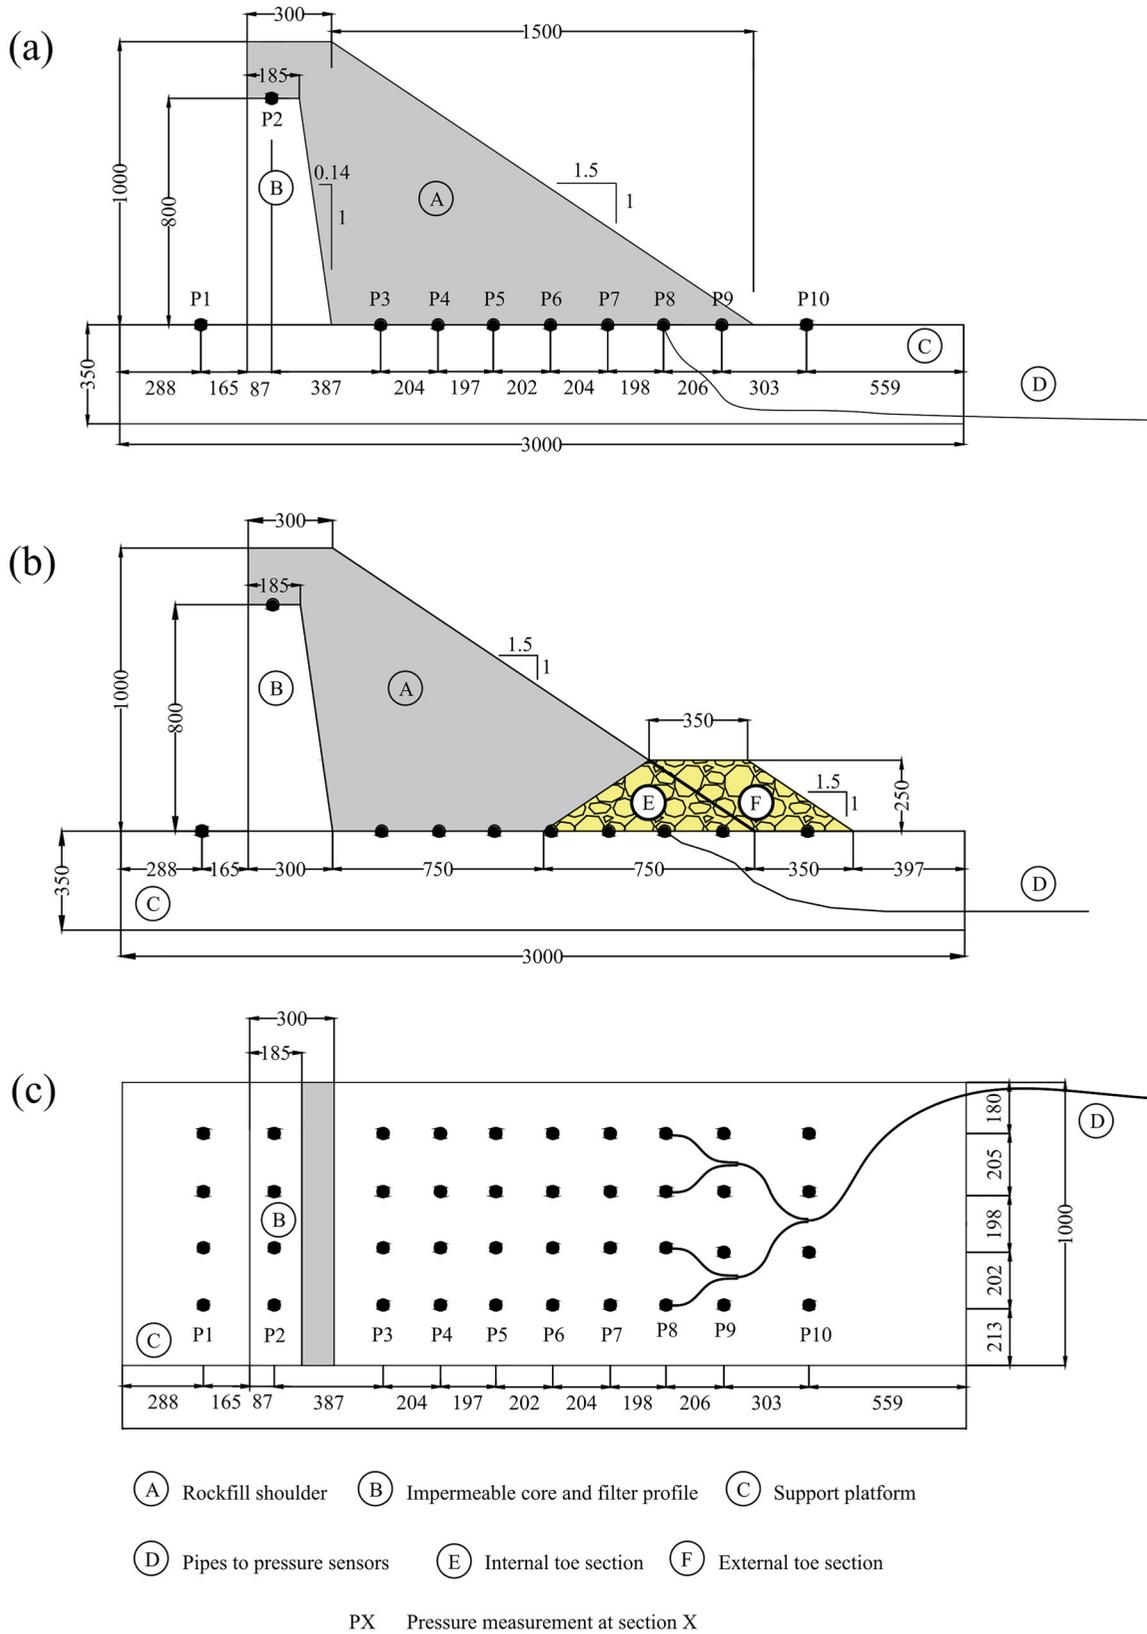 300
(a)
1500
185
P2
1000
800
B
0.14
1
A
1.5
1
P1 P3 P4 P5 P6 P7 P8 P9 P10
C
350
288 165 87 387 204 197 202 204 198 206 303 559
D
3000
300
(b)
185
1.5
1
1000
800
B
A
350
1.5
1
250
E
F
288 165 300 750 750 350 397
350
C
D
3000
300
(c)
185
180
D
205
B
198
1000
202
213
C
P1 P2 P3 P4 P5 P6 P7 P8 P9 P10
288 165 87 387 204 197 202 204 198 206 303 559
A Rockfill shoulder B Impermeable core and filter profile C Support platform
D Pipes to pressure sensors E Internal toe section F External toe section
PX Pressure measurement at section X